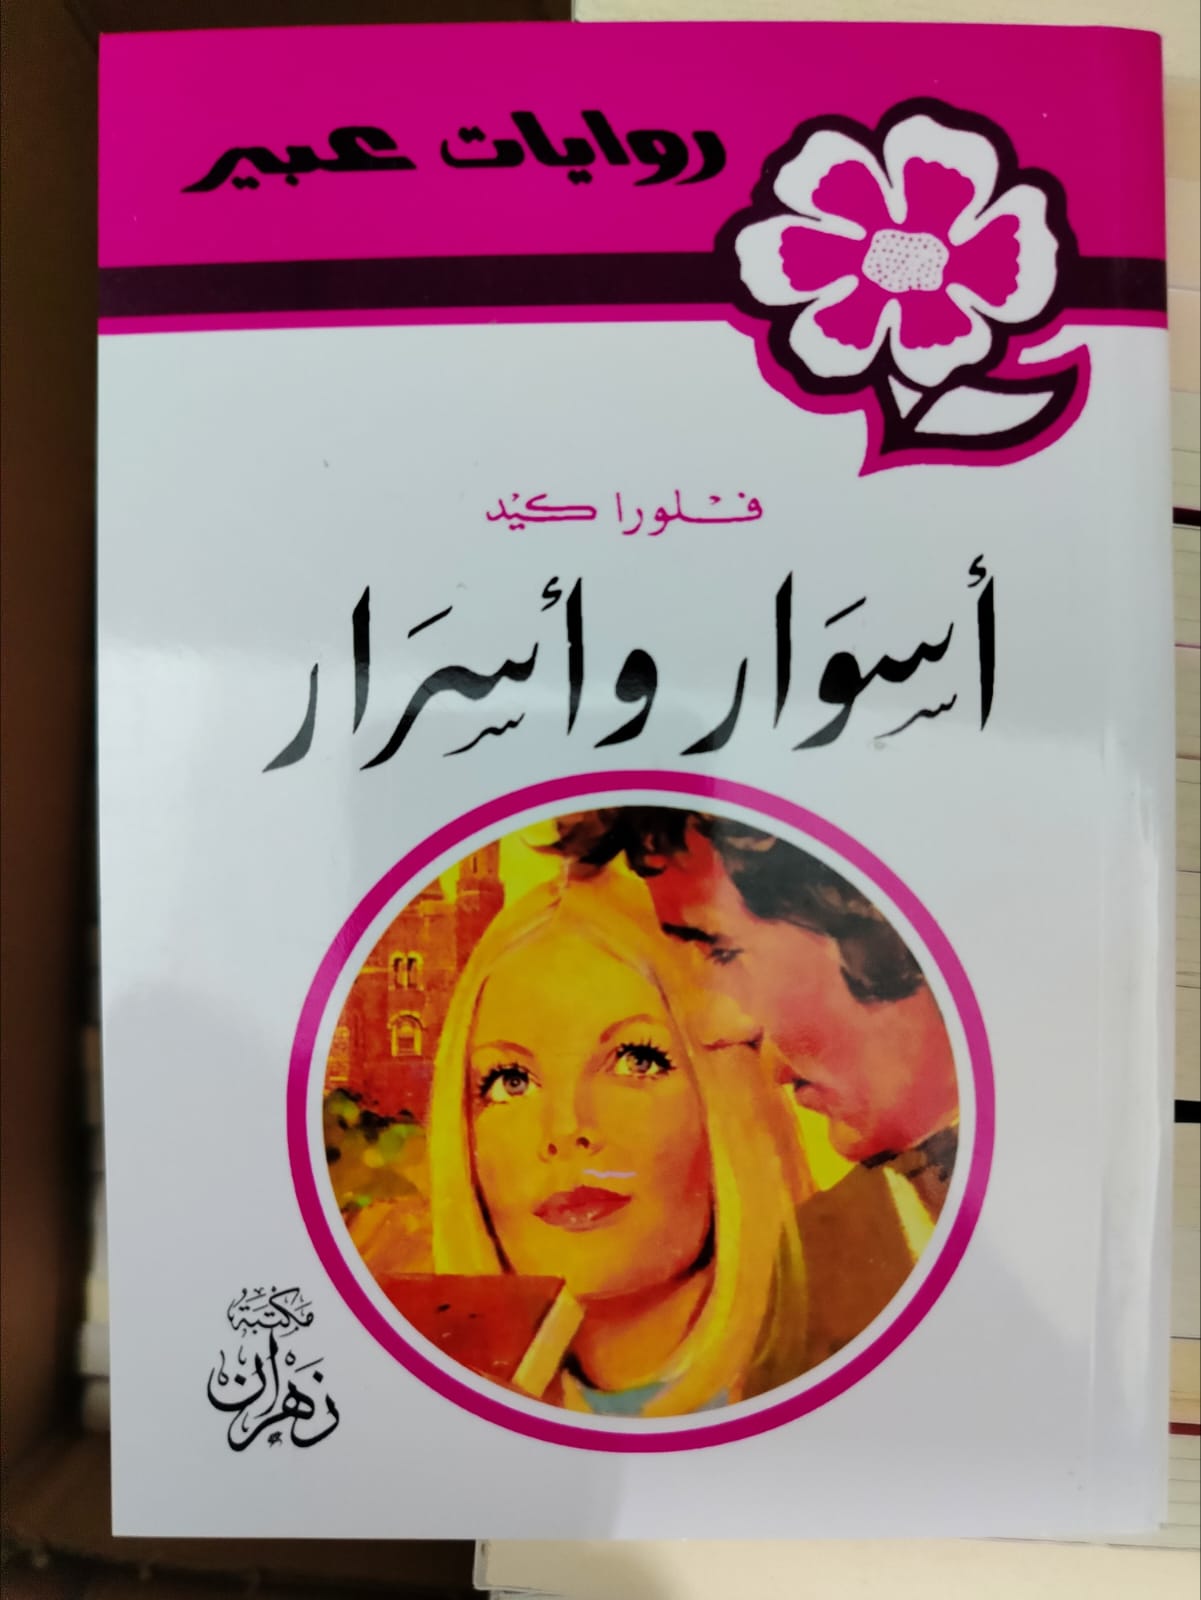 روايات عبير
فلورا كيد
أسوار وأسرار
مكتبة
زهران